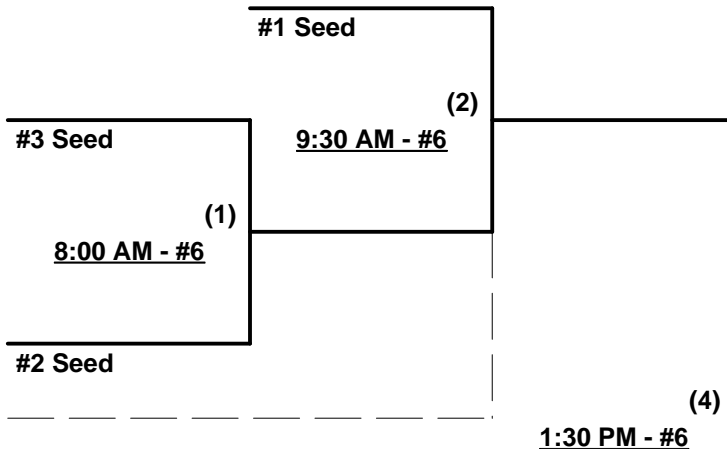 #1 Seed
(2)
#3 Seed
9:30 AM - #6
(1)
8:00 AM - #6
#2 Seed
(4)
1:30 PM - #6